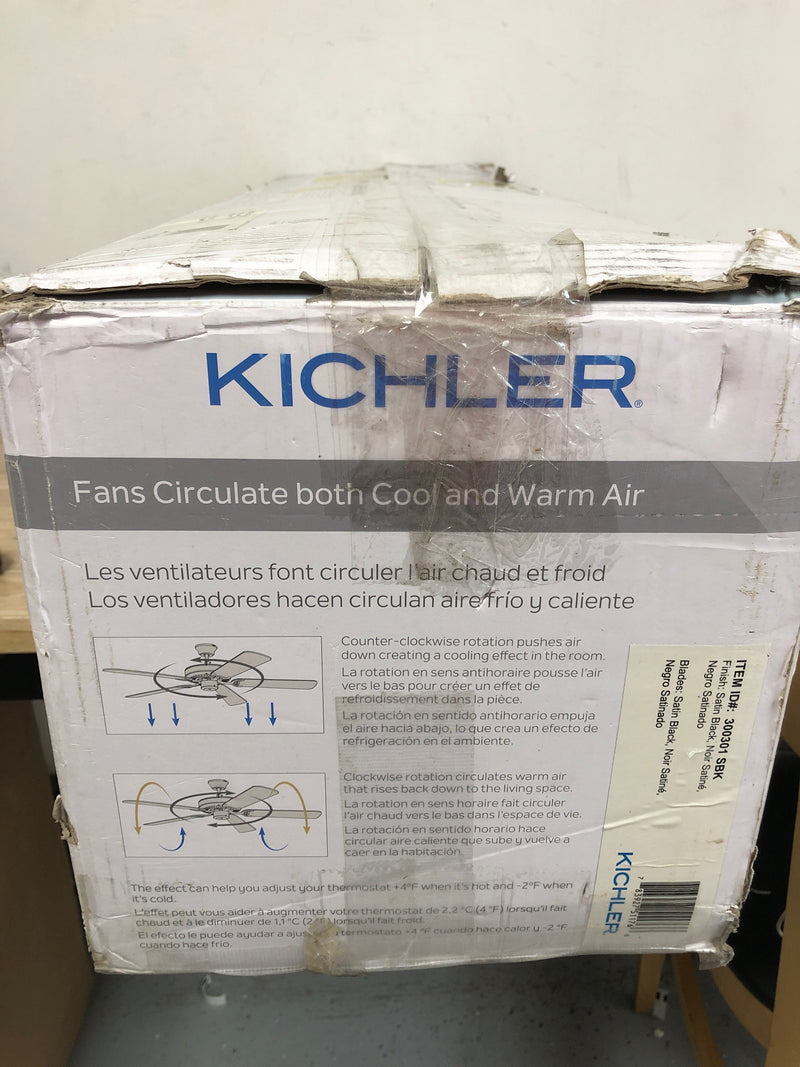 KICHLER®
Fans Circulate both Cool and Warm Air
Les ventilateurs font circuler l'air chaud et froid
Los ventiladores hacen circulan aire frío y caliente
Counter-clockwise rotation pushes air
down creating a cooling effect in the room.
La rotation en sens antihoraire pousse l'air
vers le bas pour créer un effet de
refroidissement dans la pièce.
La rotación en sentido antihorario empuja
el aire hacia abajo, lo que crea un efecto de
refrigeración en el ambiente.
Clockwise rotation circulates warm air
that rises back down to the living space.
La rotation en sens horaire fait circuler
l'air chaud vers le bas dans l'espace de vie.
La rotación en sentido horario hace
circular aire caliente que sube y vuelve a
caer en la habitación.
The effect can help you adjust your thermostat +4°F when it's hot and -2°F when
it's cold.
L'effet peut vous aider à augmenter votre thermostat de 2,2 °C (4 °F) lorsqu'il fait
chaud et à le diminuer de 1,1 °C (2 °F) lorsqu'il fait froid.
El efecto le puede ayudar a termostato +4 °F cuando hace calor y -2 °F
cuando hace frío.
ITEM ID#: 300301 SBK
Finish: Satin Black, Noir Satiné,
Negro Satinado
Blades: Satin Black, Noir Satiné,
Negro Satinado
KICHLER